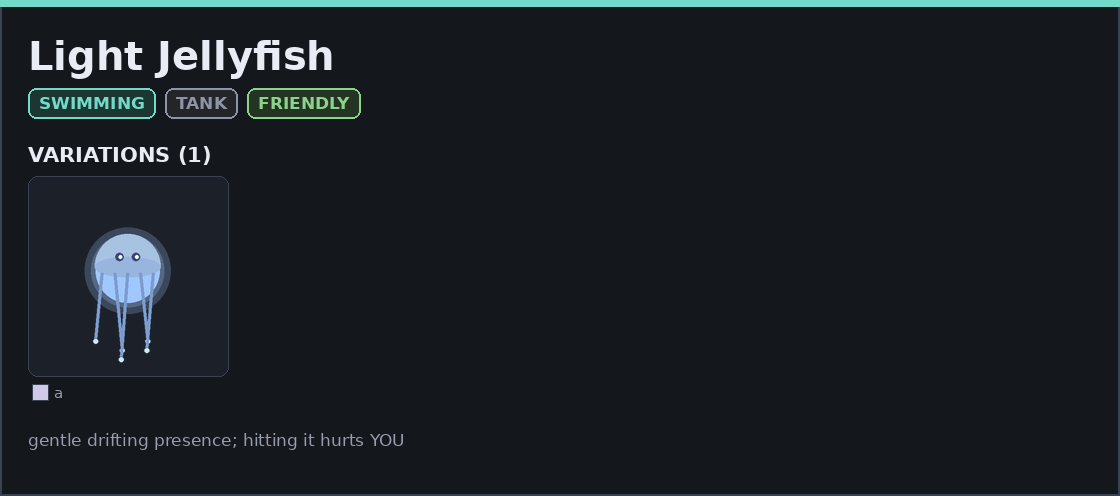 Light Jellyfish
SWIMMING TANK FRIENDLY
VARIATIONS (1)
a
gentle drifting presence; hitting it hurts YOU